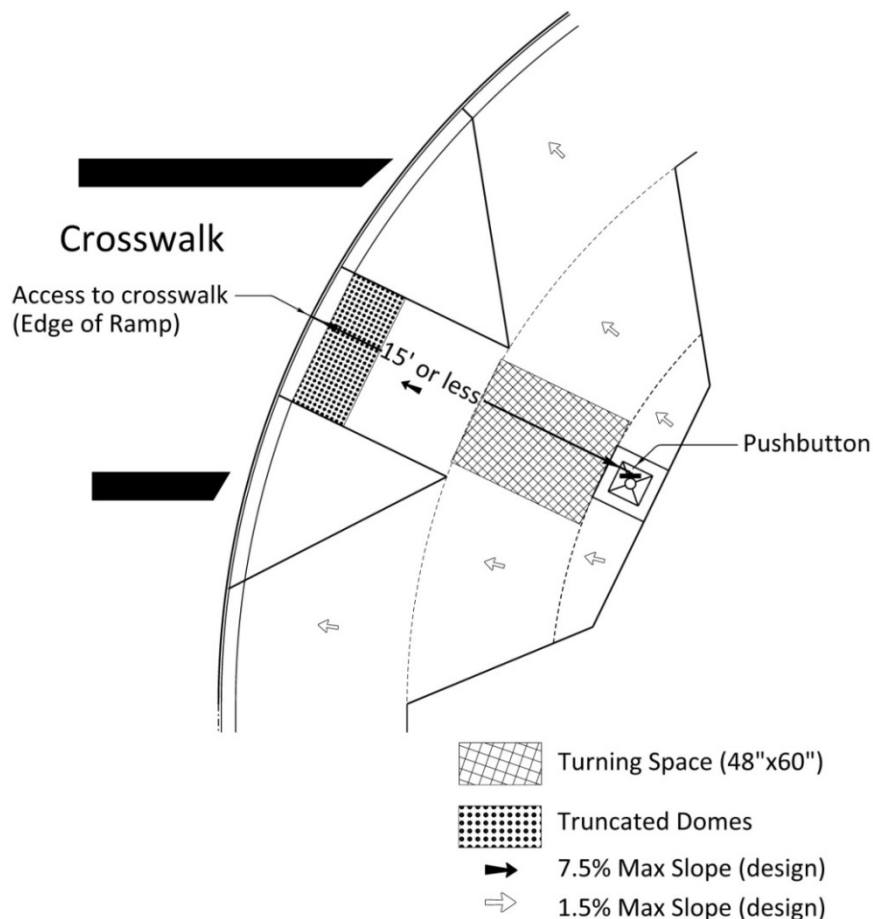 Crosswalk
Access to crosswalk
(Edge of Ramp)
15' or less
Pushbutton
Turning Space (48"x60")
Truncated Domes
7.5% Max Slope (design)
1.5% Max Slope (design)